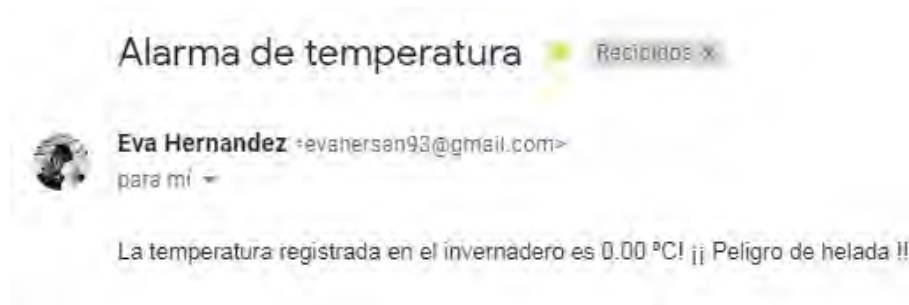 Alarma de temperatura Recibidos x
Eva Hernandez <evahersan93@gmail.com>
para mí
La temperatura registrada en el invernadero es 0.00 ºC! ¡¡ Peligro de helada !!